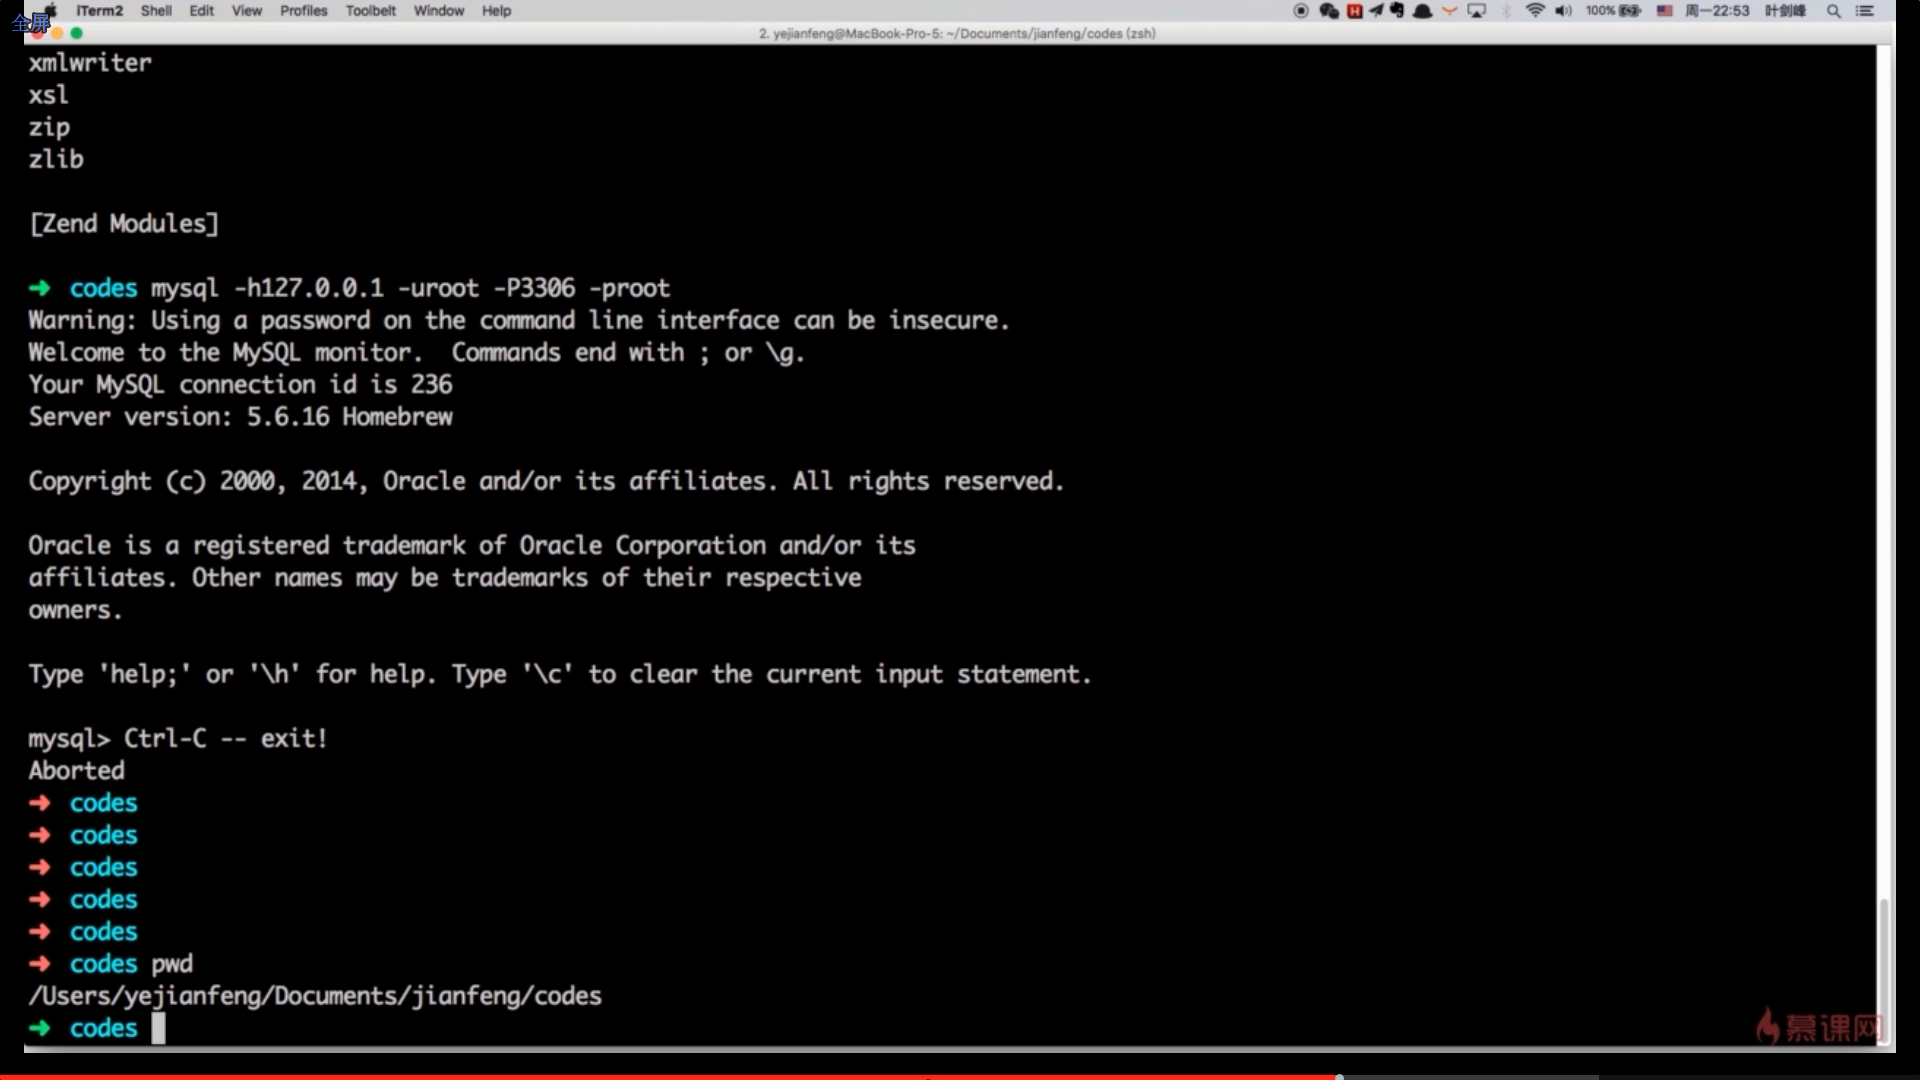 iTerm2 Shell Edit View Profiles Toolbelt Window Help 100% 周一22:53 叶剑峰
全屏
2. yejianfeng@MacBook-Pro-5: ~/Documents/jianfeng/codes (zsh)
xmlwriter
xsl
zip
zlib
[Zend Modules]
➜ codes mysql -h127.0.0.1 -uroot -P3306 -proot
Warning: Using a password on the command line interface can be insecure.
Welcome to the MySQL monitor.  Commands end with ; or \g.
Your MySQL connection id is 236
Server version: 5.6.16 Homebrew
Copyright (c) 2000, 2014, Oracle and/or its affiliates. All rights reserved.
Oracle is a registered trademark of Oracle Corporation and/or its
affiliates. Other names may be trademarks of their respective
owners.
Type 'help;' or '\h' for help. Type '\c' to clear the current input statement.
mysql> Ctrl-C -- exit!
Aborted
➜ codes
➜ codes
➜ codes
➜ codes
➜ codes
➜ codes pwd
/Users/yejianfeng/Documents/jianfeng/codes
➜ codes
慕课网